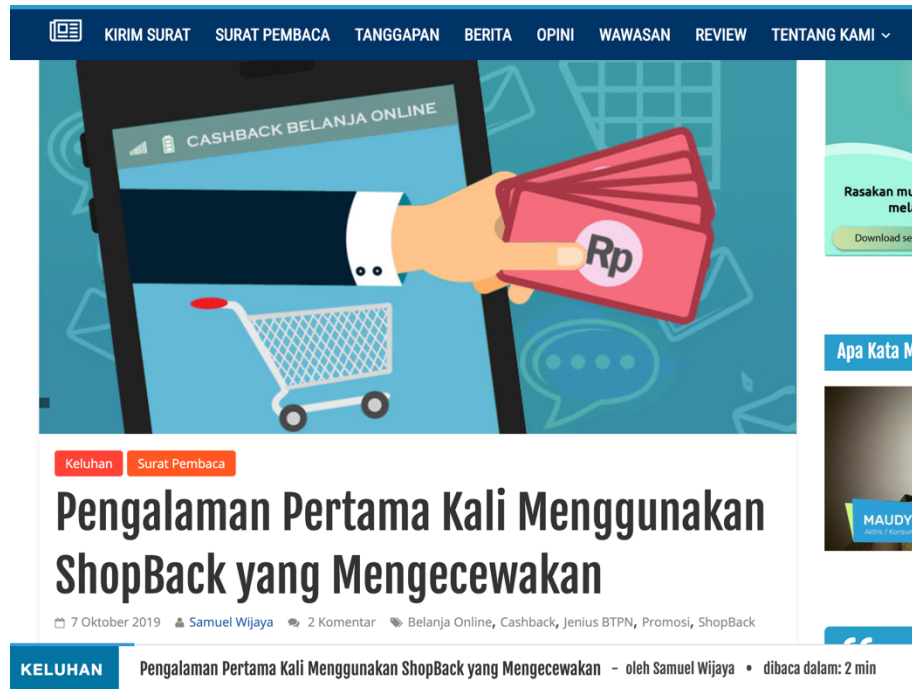 KIRIM SURAT SURAT PEMBACA TANGGAPAN BERITA OPINI WAWASAN REVIEW TENTANG KAMI
CASHBACK BELANJA ONLINE
Rp
Rasakan
Download
Apa Kata
MAUDY
Aktris /
Keluhan Surat Pembaca
Pengalaman Pertama Kali Menggunakan
ShopBack yang Mengecewakan
7 Oktober 2019 Samuel Wijaya 2 Komentar Belanja Online, Cashback, Jenius BTPN, Promosi, ShopBack
KELUHAN Pengalaman Pertama Kali Menggunakan ShopBack yang Mengecewakan – oleh Samuel Wijaya • dibaca dalam: 2 min